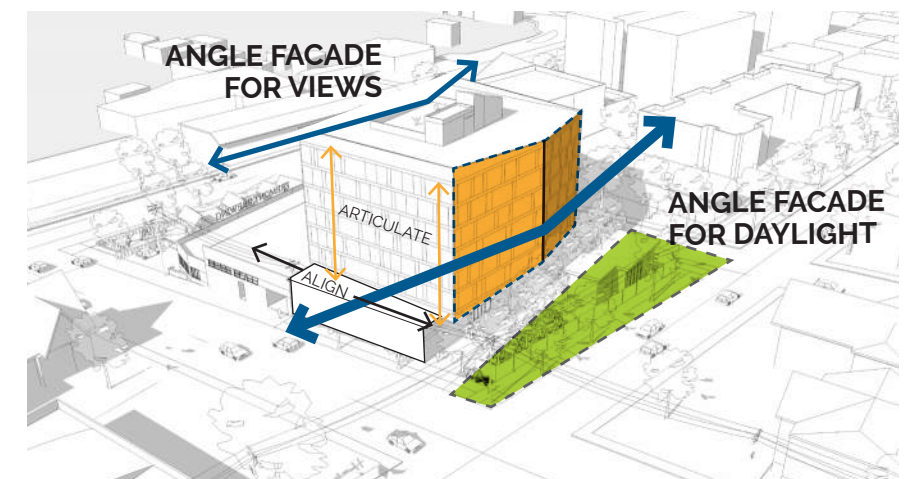 ANGLE FACADE
FOR VIEWS
ARTICULATE
ALIGN
ANGLE FACADE
FOR DAYLIGHT